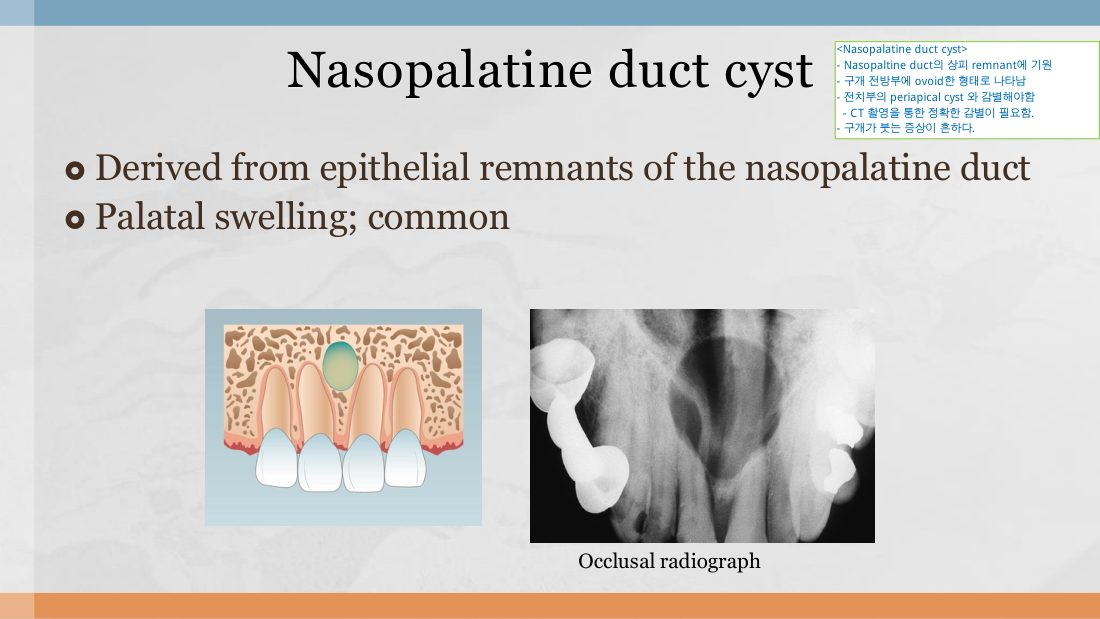 Nasopalatine duct cyst
<Nasopalatine duct cyst>
- Nasopaltine duct의 상피 remnant에 기원
- 구개 전방부에 ovoid한 형태로 나타남
- 전치부의 periapical cyst 와 감별해야함
- CT 촬영을 통한 정확한 감별이 필요함.
- 구개가 붓는 증상이 흔하다.
Derived from epithelial remnants of the nasopalatine duct
Palatal swelling; common
Occlusal radiograph